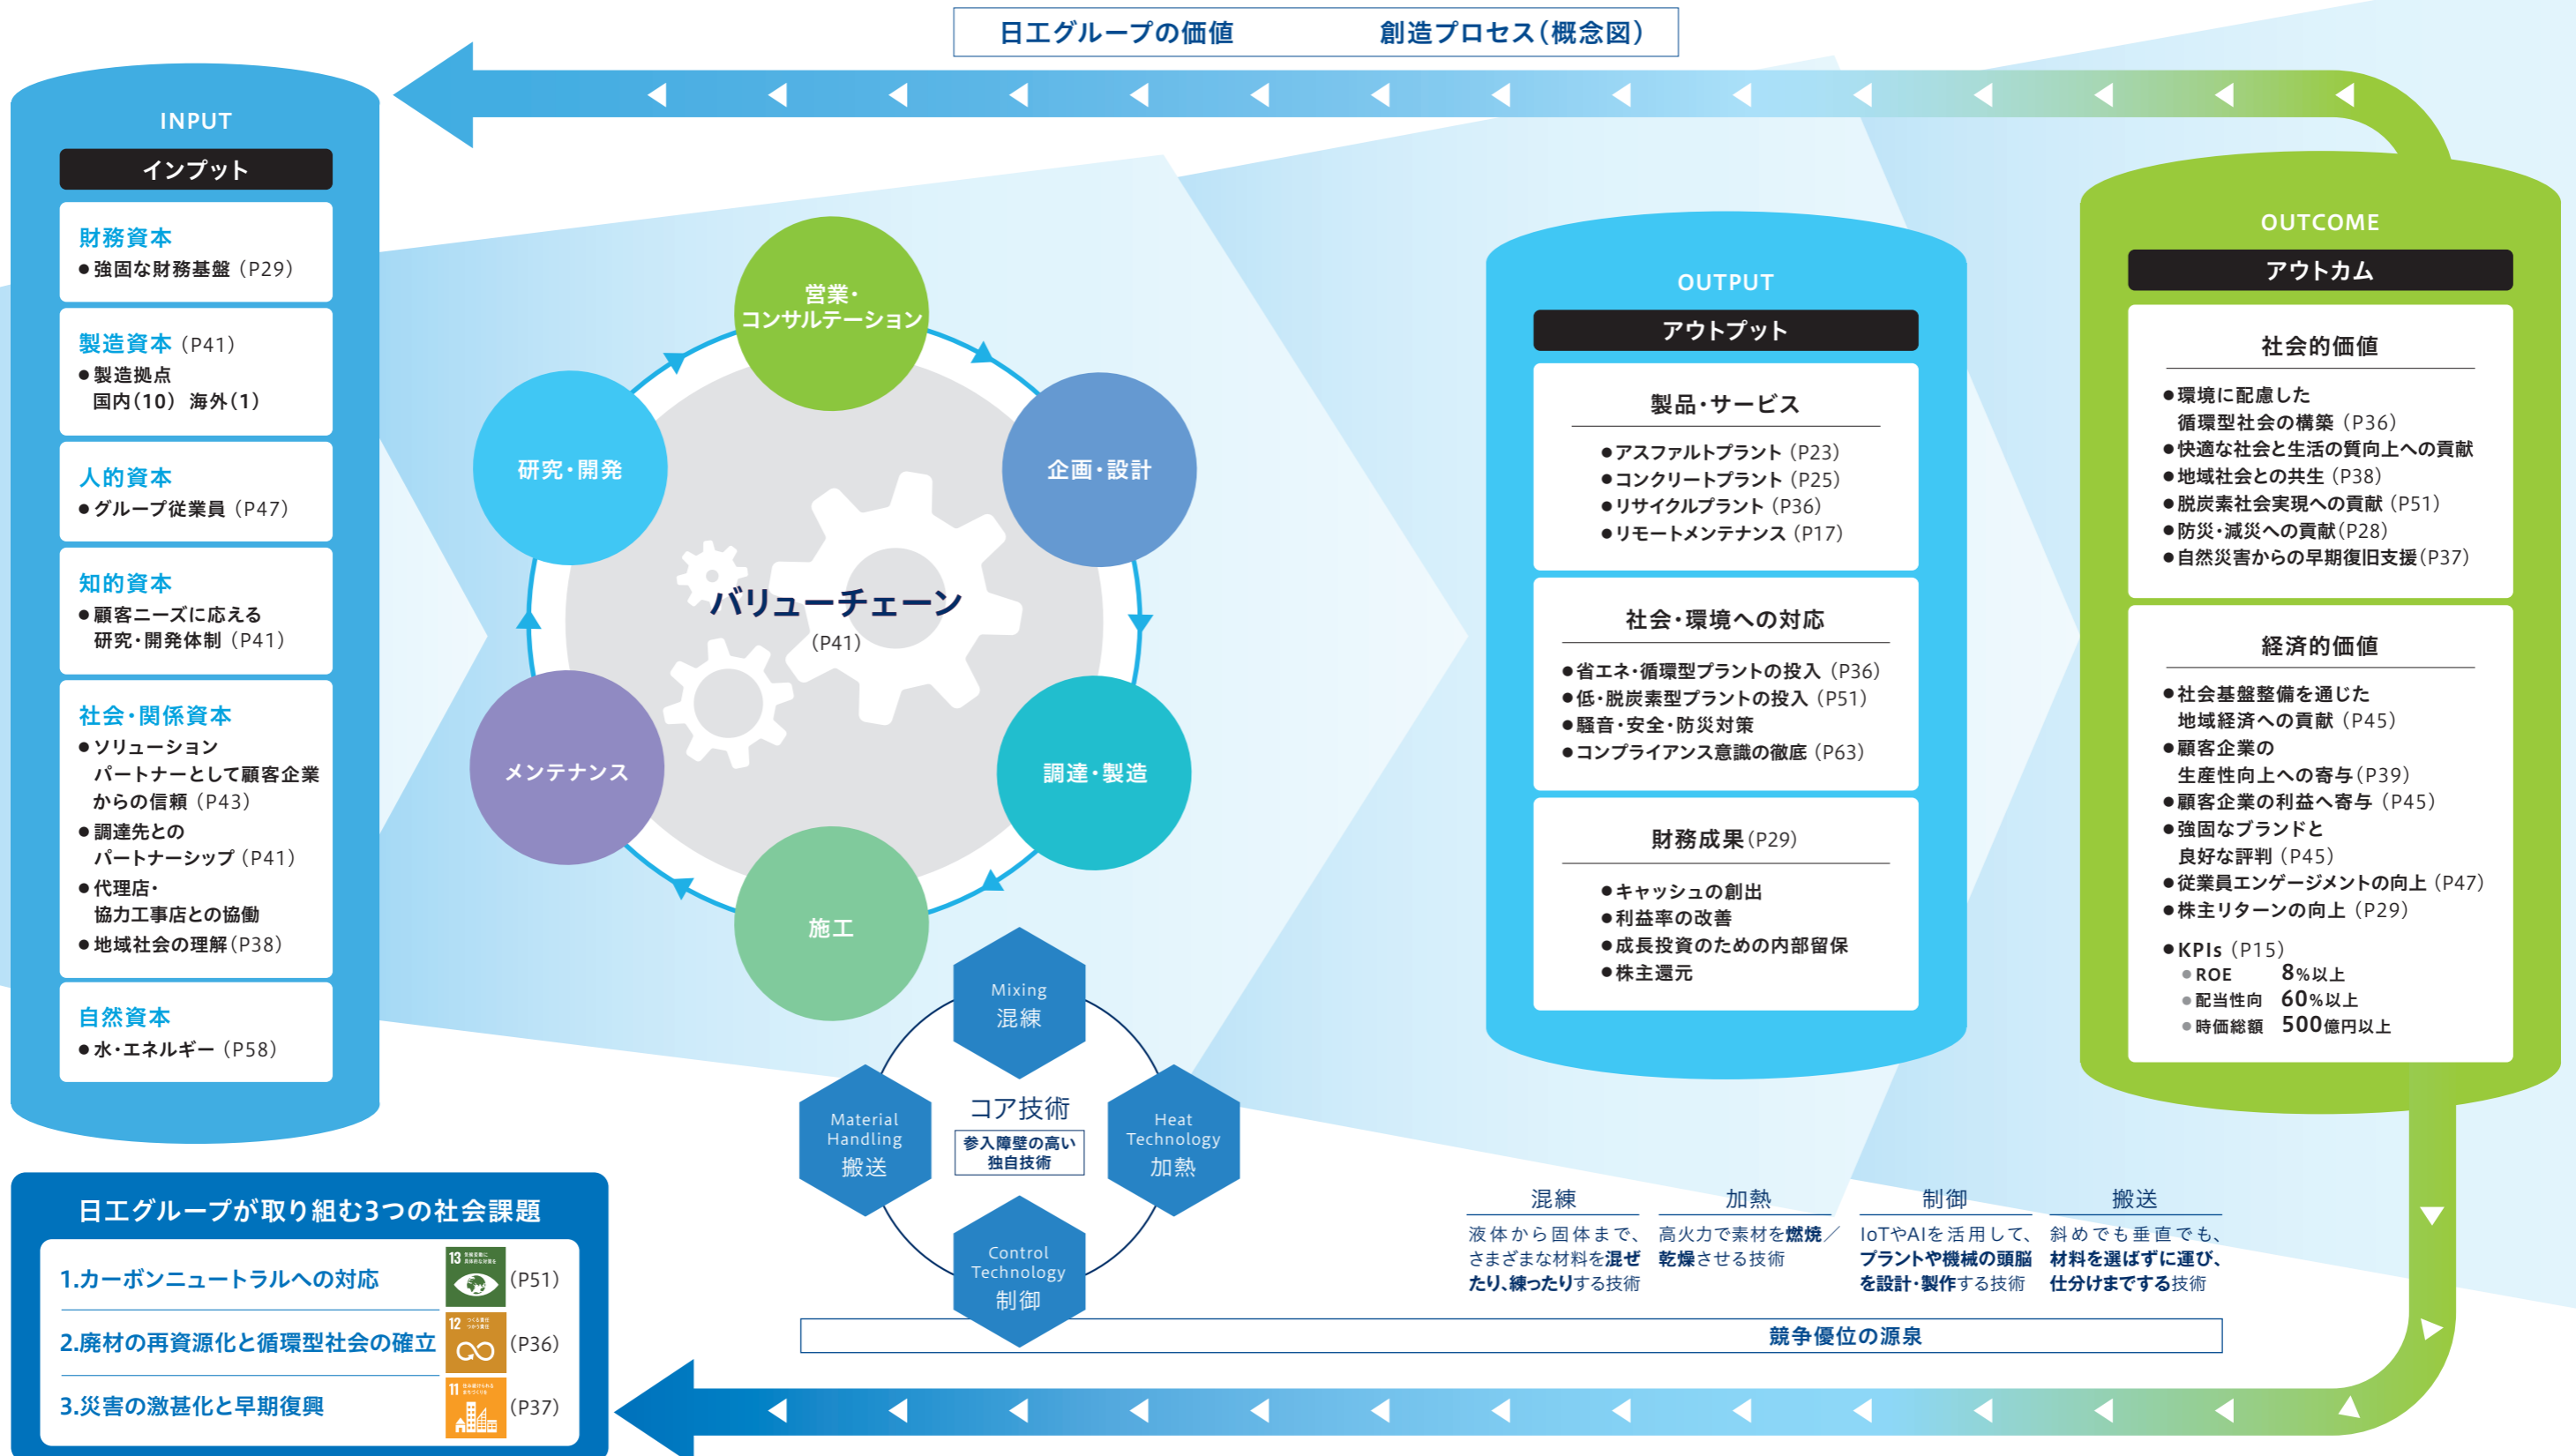 日工グループの価値 創造プロセス（概念図）
INPUT
インプット
財務資本
●強固な財務基盤（P29）
製造資本（P41）
●製造拠点
国内（10） 海外（1）
人的資本
●グループ従業員（P47）
知的資本
●顧客ニーズに応える
研究・開発体制（P41）
社会・関係資本
●ソリューション
パートナーとして顧客企業
からの信頼（P43）
●調達先との
パートナーシップ（P41）
●代理店・
協力工事店との協働
●地域社会の理解（P38）
自然資本
●水・エネルギー（P58）
営業・
コンサルテーション
企画・設計
調達・製造
施工
メンテナンス
研究・開発
バリューチェーン
（P41）
Mixing
混練
Heat
Technology
加熱
Control
Technology
制御
Material
Handling
搬送
コア技術
参入障壁の高い
独自技術
OUTPUT
アウトプット
製品・サービス
●アスファルトプラント（P23）
●コンクリートプラント（P25）
●リサイクルプラント（P36）
●リモートメンテナンス（P17）
社会・環境への対応
●省エネ・循環型プラントの投入（P36）
●低・脱炭素型プラントの投入（P51）
●騒音・安全・防災対策
●コンプライアンス意識の徹底（P63）
財務成果（P29）
●キャッシュの創出
●利益率の改善
●成長投資のための内部留保
●株主還元
OUTCOME
アウトカム
社会的価値
●環境に配慮した
循環型社会の構築（P36）
●快適な社会と生活の質向上への貢献
●地域社会との共生（P38）
●脱炭素社会実現への貢献（P51）
●防災・減災への貢献（P28）
●自然災害からの早期復旧支援（P37）
経済的価値
●社会基盤整備を通じた
地域経済への貢献（P45）
●顧客企業の
生産性向上への寄与（P39）
●顧客企業の利益へ寄与（P45）
●強固なブランドと
良好な評判（P45）
●従業員エンゲージメントの向上（P47）
●株主リターンの向上（P29）
●KPIs（P15）
●ROE 8%以上
●配当性向 60%以上
●時価総額 500億円以上
混練
液体から固体まで、
さまざまな材料を混ぜ
たり、練ったりする技術
加熱
高火力で素材を燃焼／
乾燥させる技術
制御
IoTやAIを活用して、
プラントや機械の頭脳
を設計・製作する技術
搬送
斜めでも垂直でも、
材料を選ばずに運び、
仕分けまでする技術
競争優位の源泉
日工グループが取り組む3つの社会課題
1.カーボンニュートラルへの対応
13 気候変動に
具体的な対策を
（P51）
2.廃材の再資源化と循環型社会の確立
12 つくる責任
つかう責任
（P36）
3.災害の激甚化と早期復興
11 住み続けられる
まちづくりを
（P37）